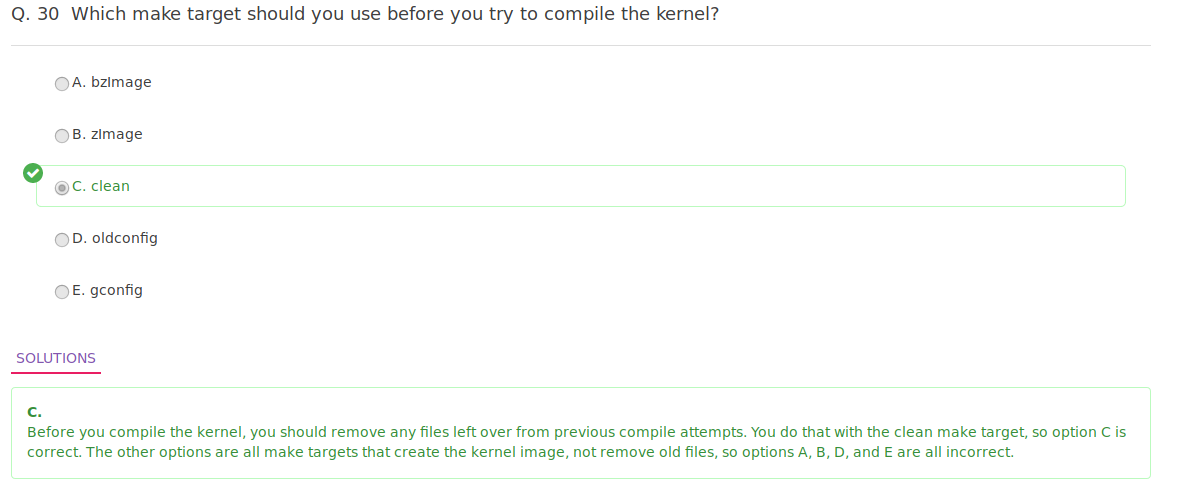 Q. 30 Which make target should you use before you try to compile the kernel?
A. bzImage
B. zImage
C. clean
D. oldconfig
E. gconfig
SOLUTIONS
C.
Before you compile the kernel, you should remove any files left over from previous compile attempts. You do that with the clean make target, so option C is
correct. The other options are all make targets that create the kernel image, not remove old files, so options A, B, D, and E are all incorrect.